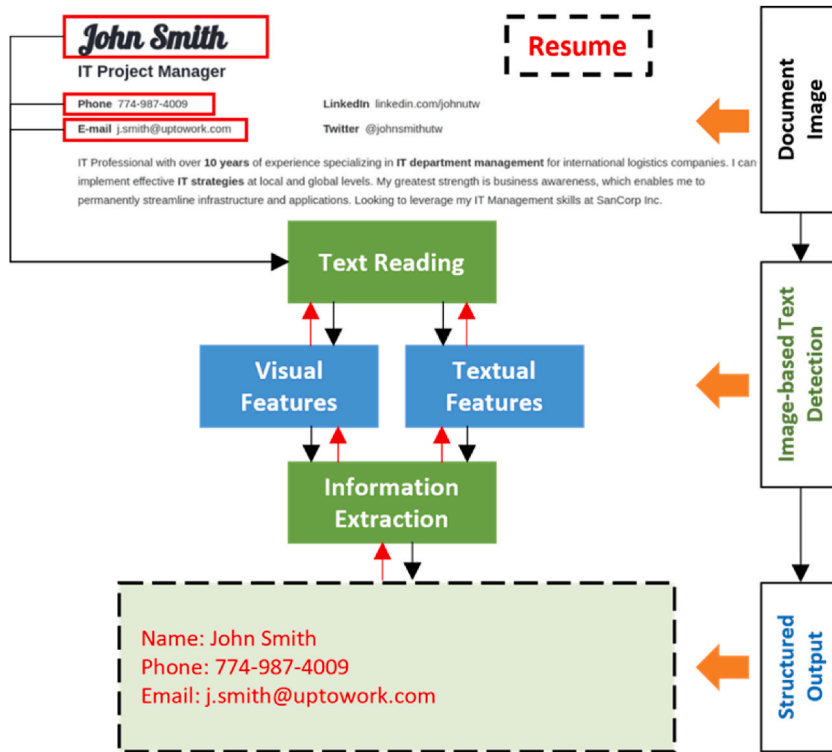 John Smith
Resume
IT Project Manager
Phone 774-987-4009
LinkedIn linkedin.com/johnutw
E-mail j.smith@uptowork.com
Twitter @johnsmithutw
IT Professional with over 10 years of experience specializing in IT department management for international logistics companies. I can
implement effective IT strategies at local and global levels. My greatest strength is business awareness, which enables me to
permanently streamline infrastructure and applications. Looking to leverage my IT Management skills at SanCorp Inc.
Document
Image
Text Reading
Visual
Features
Textual
Features
Image-based Text
Detection
Information
Extraction
Name: John Smith
Phone: 774-987-4009
Email: j.smith@uptowork.com
Structured
Output